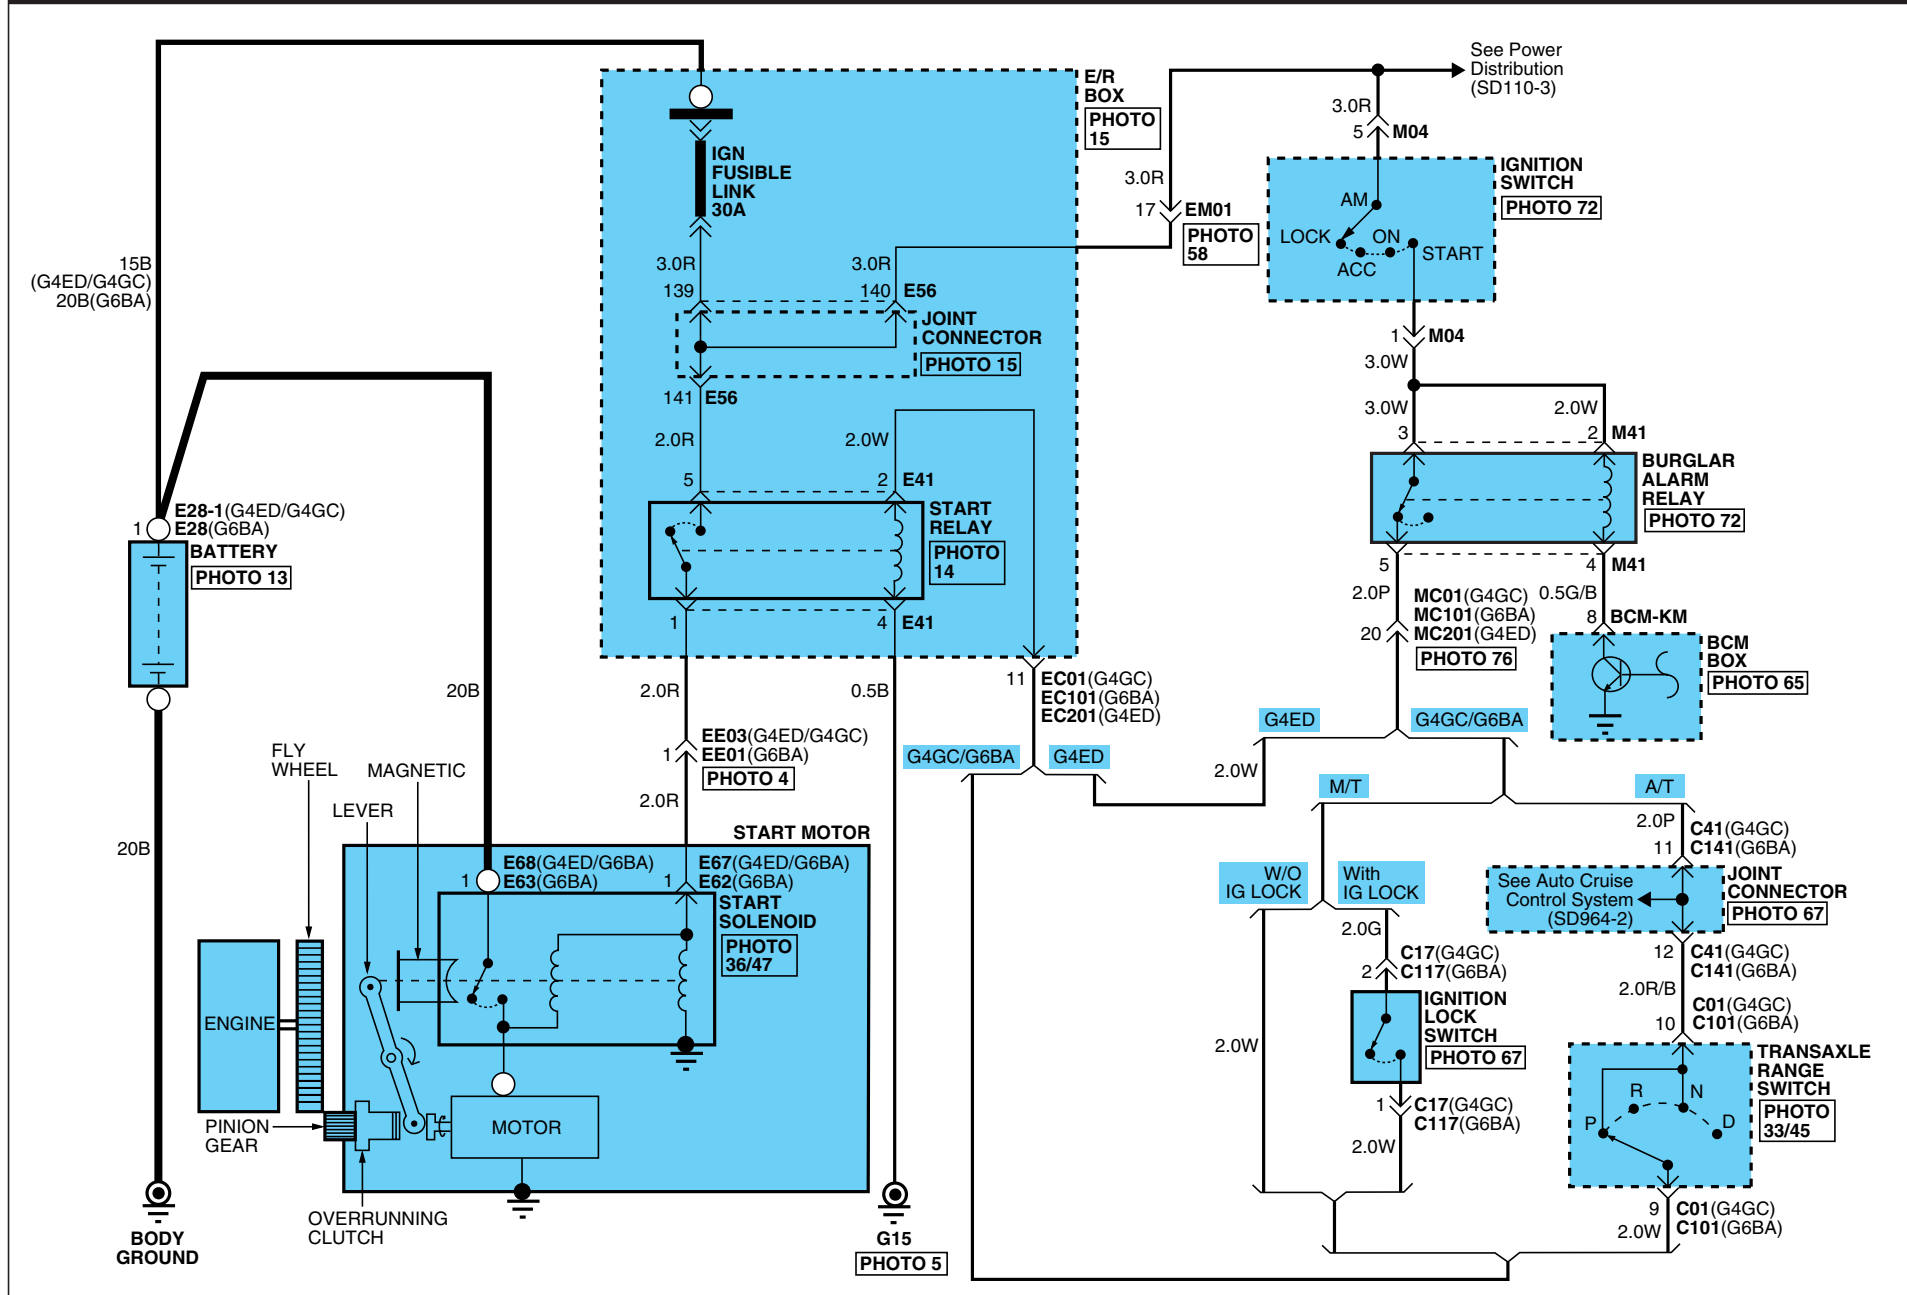 See Power
Distribution
(SD110-3)
E/R
BOX
PHOTO
15
3.0R
5 M04
IGN
FUSIBLE
LINK
30A
IGNITION
SWITCH
PHOTO 72
3.0R
17 EM01
PHOTO
58
AM
LOCK
ON
START
ACC
15B
(G4ED/G4GC)
20B(G6BA)
3.0R
3.0R
139
140 E56
JOINT
CONNECTOR
PHOTO 15
1 M04
3.0W
141 E56
3.0W
2.0W
2.0R
2.0W
3
2 M41
5
2 E41
BURGLAR
ALARM
RELAY
PHOTO 72
START
RELAY
PHOTO
14
E28-1(G4ED/G4GC)
1 E28(G6BA)
BATTERY
PHOTO 13
5
4 M41
2.0P
0.5G/B
MC01(G4GC)
MC101(G6BA)
20 MC201(G4ED)
PHOTO 76
8 BCM-KM
BCM
BOX
PHOTO 65
1
4 E41
20B
2.0R
0.5B
11 EC01(G4GC)
EC101(G6BA)
EC201(G4ED)
G4ED
G4GC/G6BA
EE03(G4ED/G4GC)
1 EE01(G6BA)
PHOTO 4
G4GC/G6BA
G4ED
2.0W
FLY
WHEEL
MAGNETIC
LEVER
2.0R
M/T
A/T
2.0P
C41(G4GC)
11 C141(G6BA)
START MOTOR
20B
E68(G4ED/G6BA)
1 E63(G6BA)
E67(G4ED/G6BA)
1 E62(G6BA)
START
SOLENOID
PHOTO
36/47
W/O
IG LOCK
With
IG LOCK
See Auto Cruise
Control System
(SD964-2)
JOINT
CONNECTOR
PHOTO 67
2.0G
C17(G4GC)
2 C117(G6BA)
12 C41(G4GC)
C141(G6BA)
2.0R/B
IGNITION
LOCK
SWITCH
PHOTO 67
C01(G4GC)
10 C101(G6BA)
ENGINE
2.0W
TRANSAXLE
RANGE
SWITCH
PHOTO
33/45
R
N
P
D
1 C17(G4GC)
C117(G6BA)
2.0W
PINION
GEAR
MOTOR
OVERRUNNING
CLUTCH
BODY
GROUND
G15
PHOTO 5
9 C01(G4GC)
2.0W C101(G6BA)